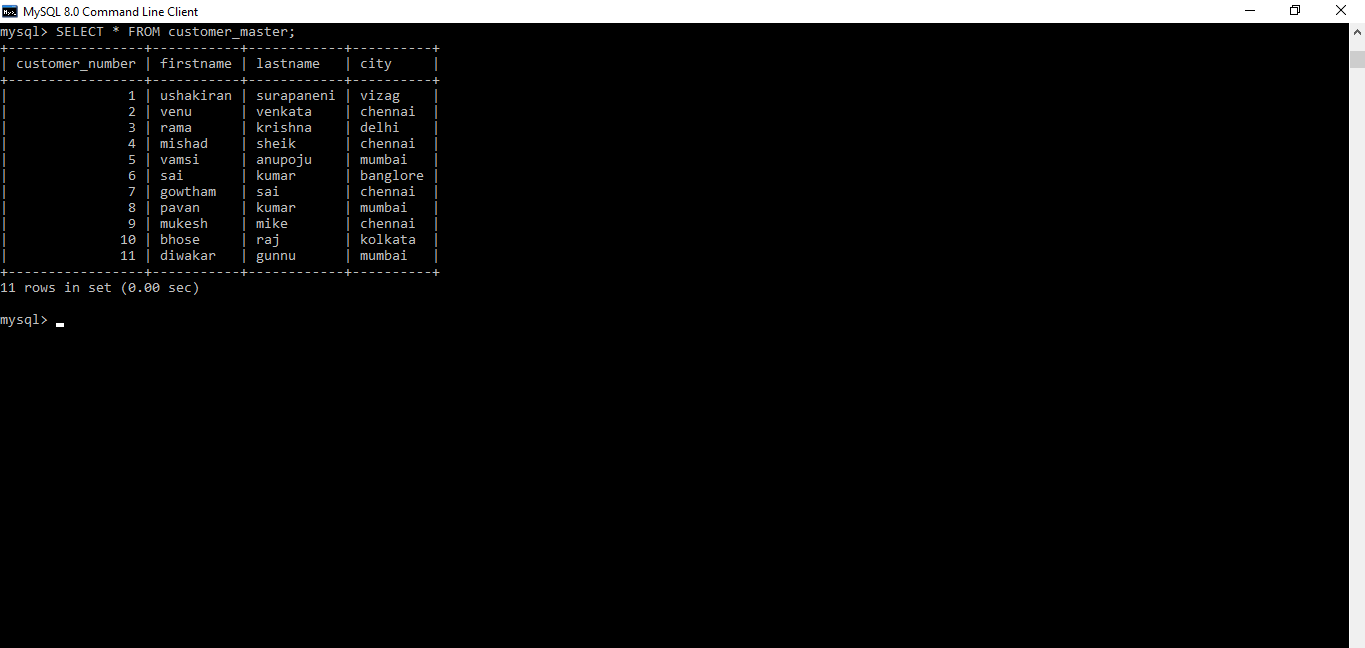 MySQL 8.0 Command Line Client
mysql> SELECT * FROM customer_master;
+-----------------+-----------+------------+----------+
| customer_number | firstname | lastname   | city     |
+-----------------+-----------+------------+----------+
|               1 | ushakiran | surapaneni | vizag    |
|               2 | venu      | venkata    | chennai  |
|               3 | rama      | krishna    | delhi    |
|               4 | mishad    | sheik      | chennai  |
|               5 | vamsi     | anupoju    | mumbai   |
|               6 | sai       | kumar      | banglore |
|               7 | gowtham   | sai        | chennai  |
|               8 | pavan     | kumar      | mumbai   |
|               9 | mukesh    | mike       | chennai  |
|              10 | bhose     | raj        | kolkata  |
|              11 | diwakar   | gunnu      | mumbai   |
+-----------------+-----------+------------+----------+
11 rows in set (0.00 sec)
mysql>